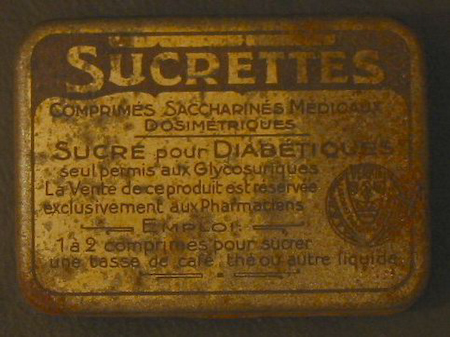 SUCRETTES
COMPRIMÉS SACCHARINÉS MÉDICAUX
DOSIMÉTRIQUES
SUCRE pour DIABÉTIQUES
seul permis aux Glycosuriques
La Vente de ce produit est réservée
exclusivement aux Pharmaciens
EMPLOI:
1 à 2 comprimés pour sucrer
une tasse de café, thé ou autre liquide